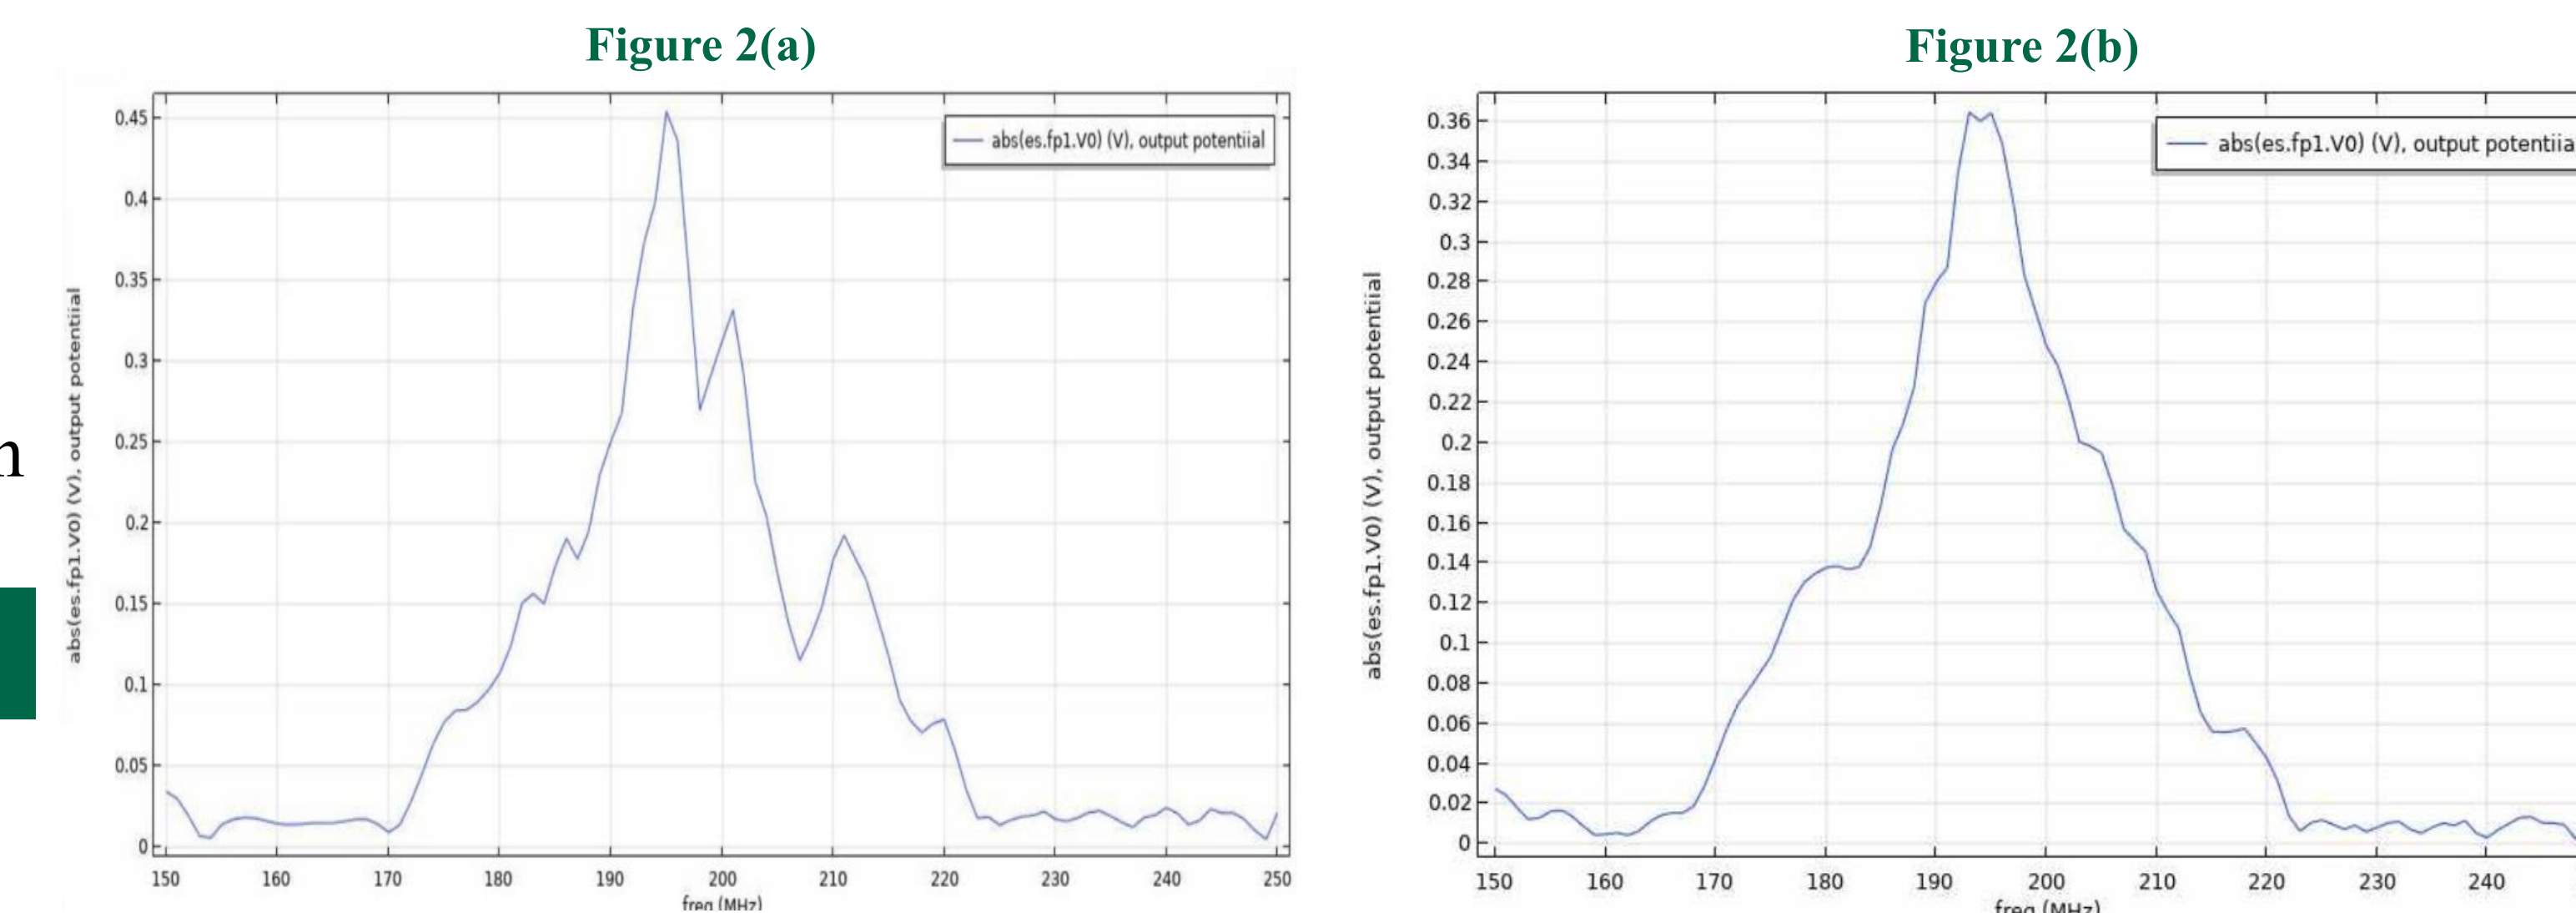 Figure 2(a)
abs(es.fp1.V0) (V), output potentiial
0.45
0.4
0.35
0.3
0.25
0.2
0.15
0.1
0.05
0
abs(es.fp1.V0) (V), output potentiial
150 160 170 180 190 200 210 220 230 240 250
freq (MHz)
Figure 2(b)
abs(es.fp1.V0) (V), output potentiia
0.36
0.34
0.32
0.3
0.28
0.26
0.24
0.22
0.2
0.18
0.16
0.14
0.12
0.1
0.08
0.06
0.04
0.02
0
abs(es.fp1.V0) (V), output potentiial
150 160 170 180 190 200 210 220 230 240
freq (MHz)